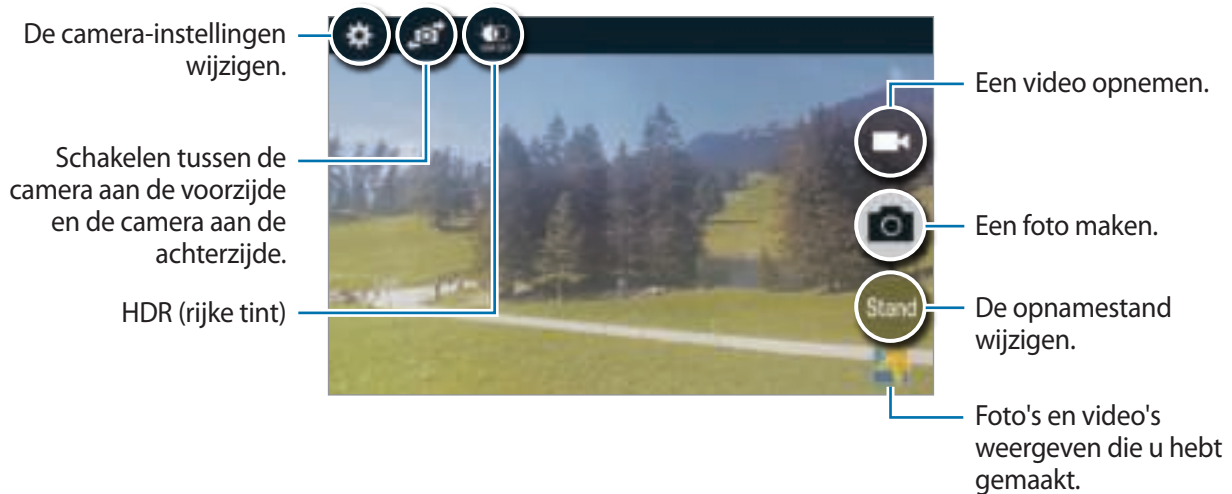 De camera-instellingen
wijzigen.
Schakelen tussen de
camera aan de voorzijde
en de camera aan de
achterzijde.
HDR (rijke tint)
Een video opnemen.
Een foto maken.
Stand
De opnamestand
wijzigen.
Foto's en video's
weergeven die u hebt
gemaakt.